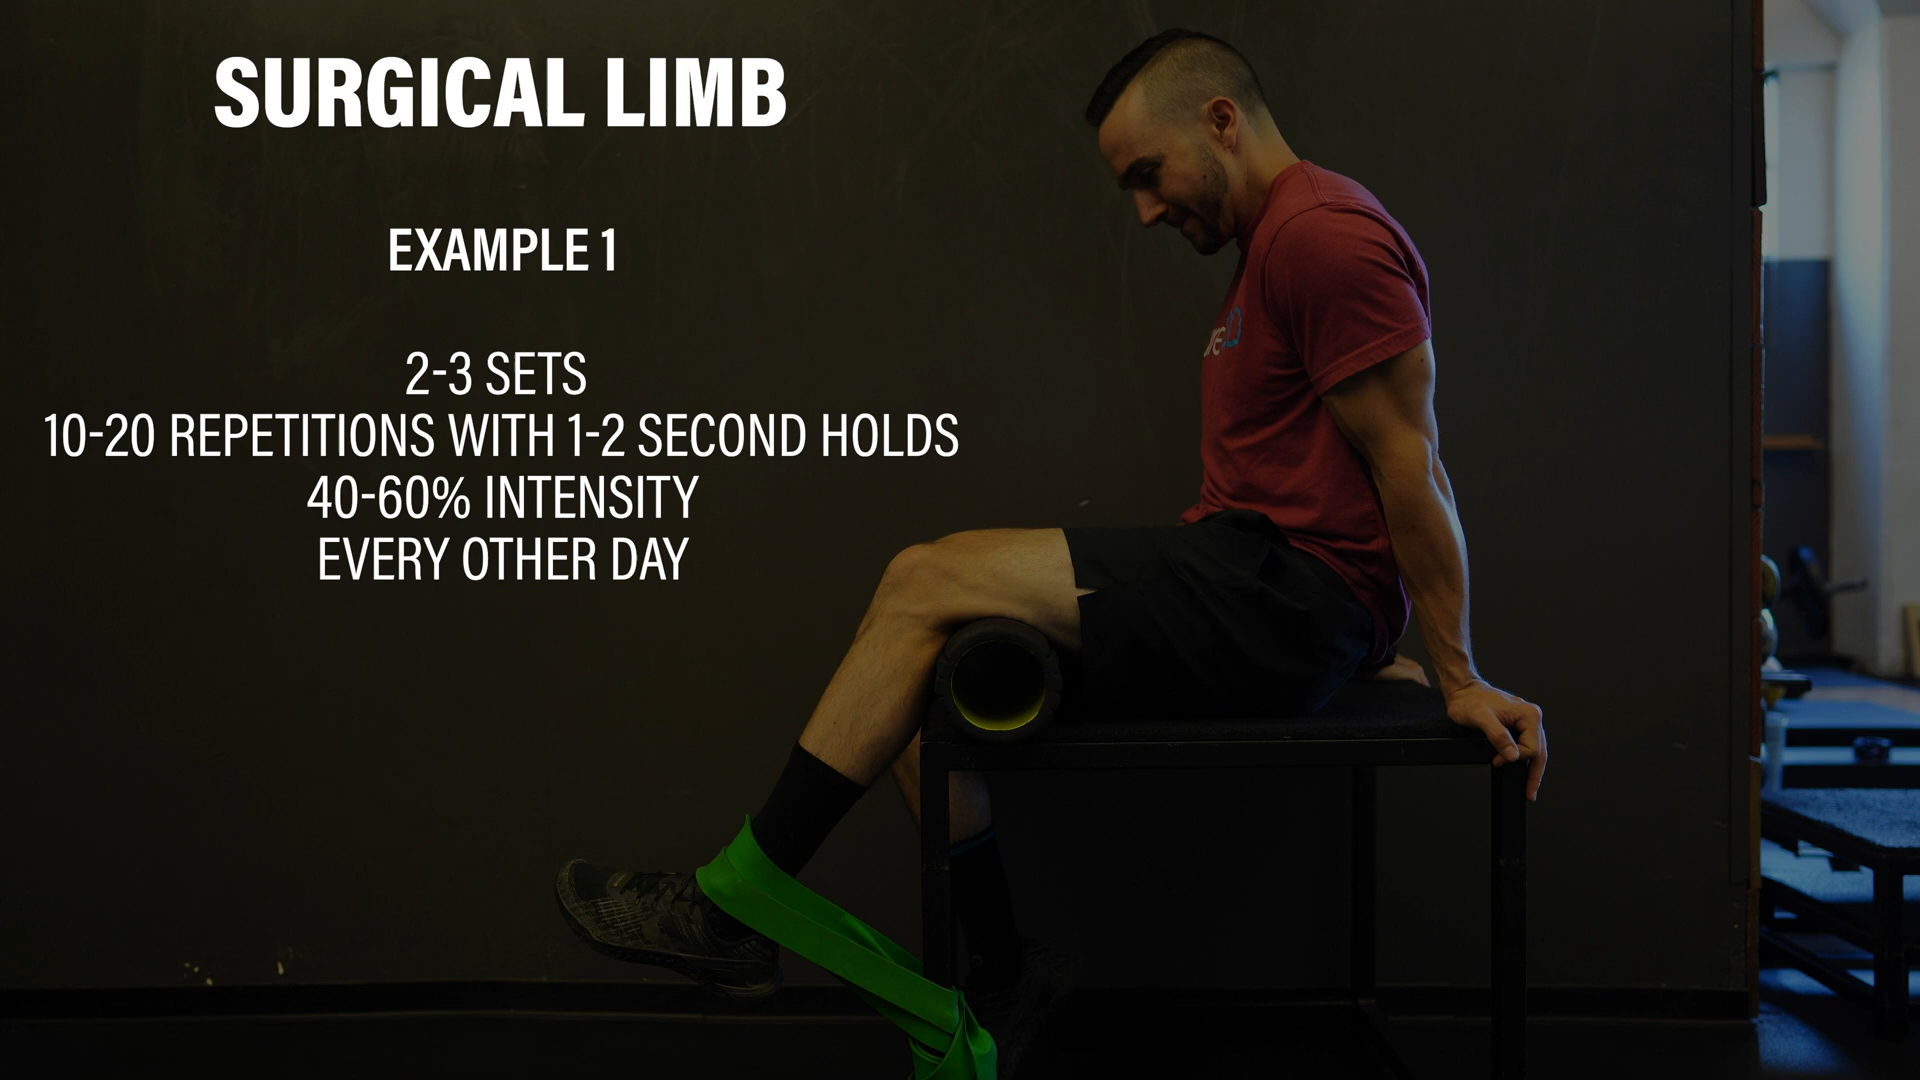 SURGICAL LIMB
EXAMPLE 1
2-3 SETS
10-20 REPETITIONS WITH 1-2 SECOND HOLDS
40-60% INTENSITY
EVERY OTHER DAY